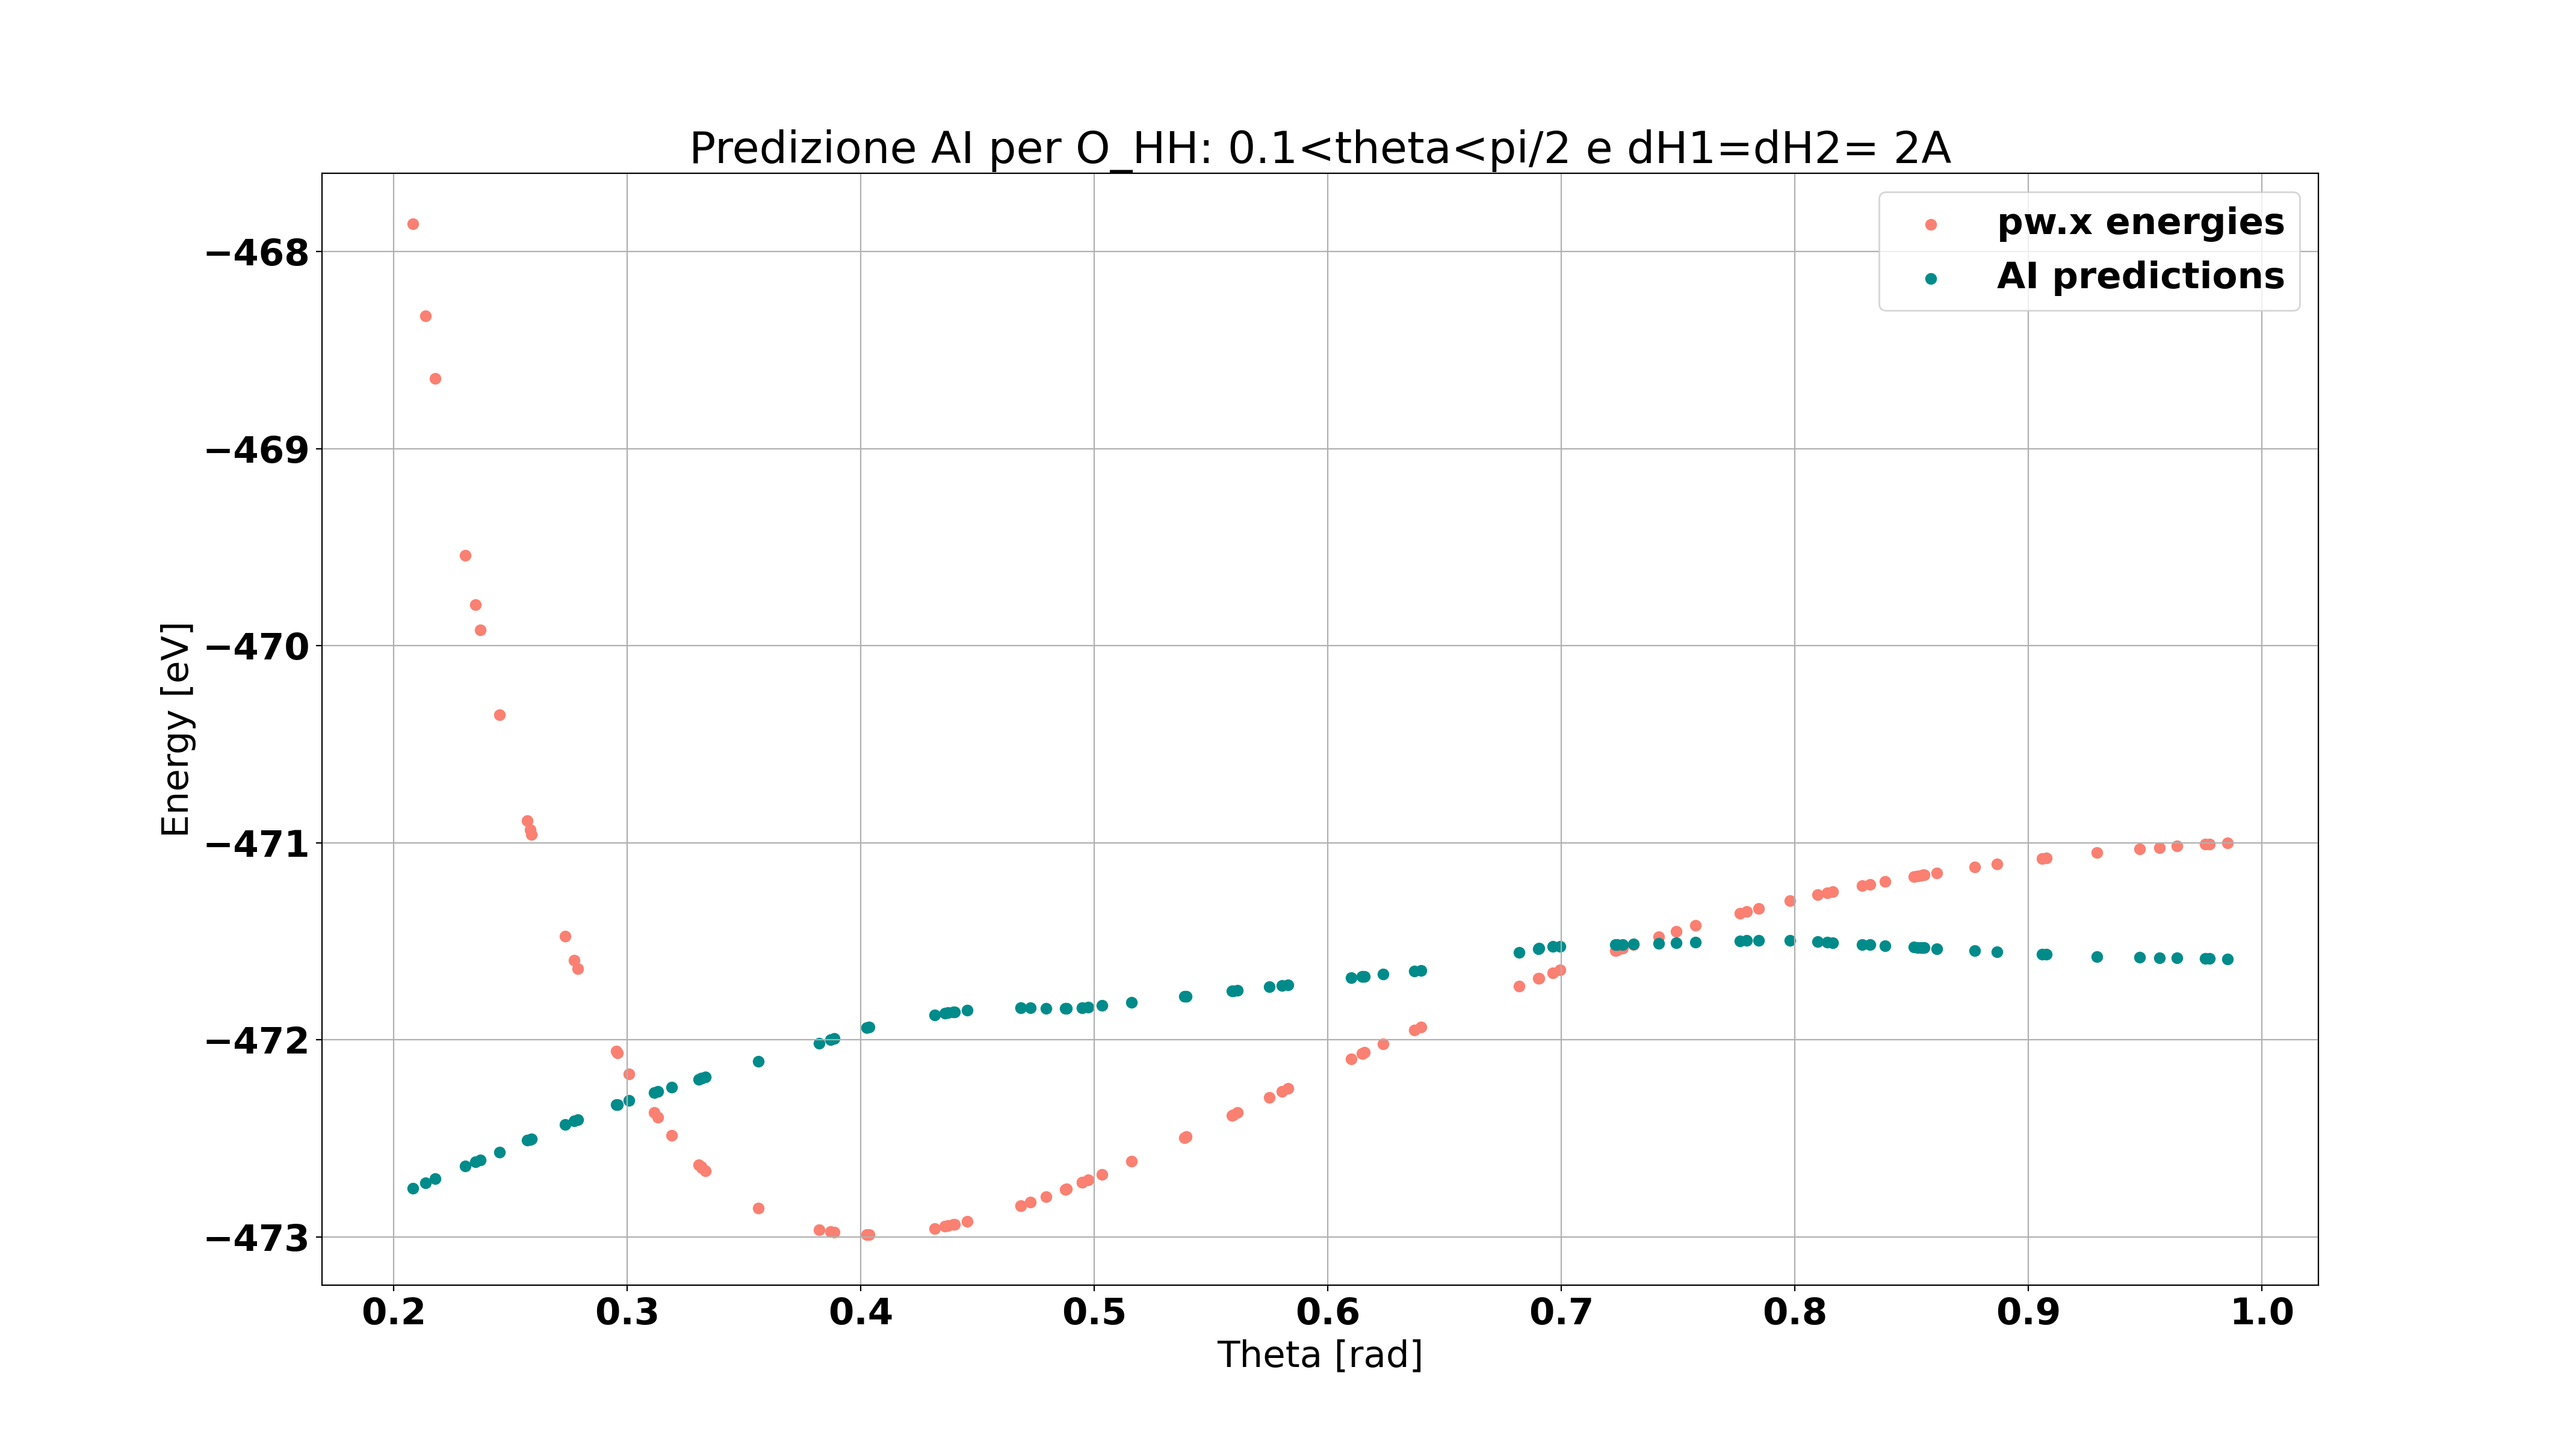 Predizione AI per O_HH: 0.1<theta<pi/2 e dH1=dH2= 2A
pw.x energies
AI predictions
Energy [eV]
−468
−469
−470
−471
−472
−473
0.2 0.3 0.4 0.5 0.6 0.7 0.8 0.9 1.0
Theta [rad]